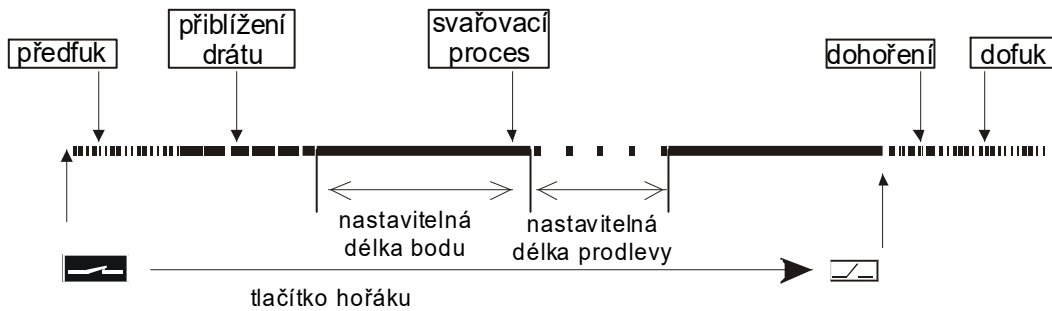 předfuk
přiblížení
drátu
svařovací
proces
dohoření
dofuk
nastavitelná
délka bodu
nastavitelná
délka prodlevy
tlačítko hořáku